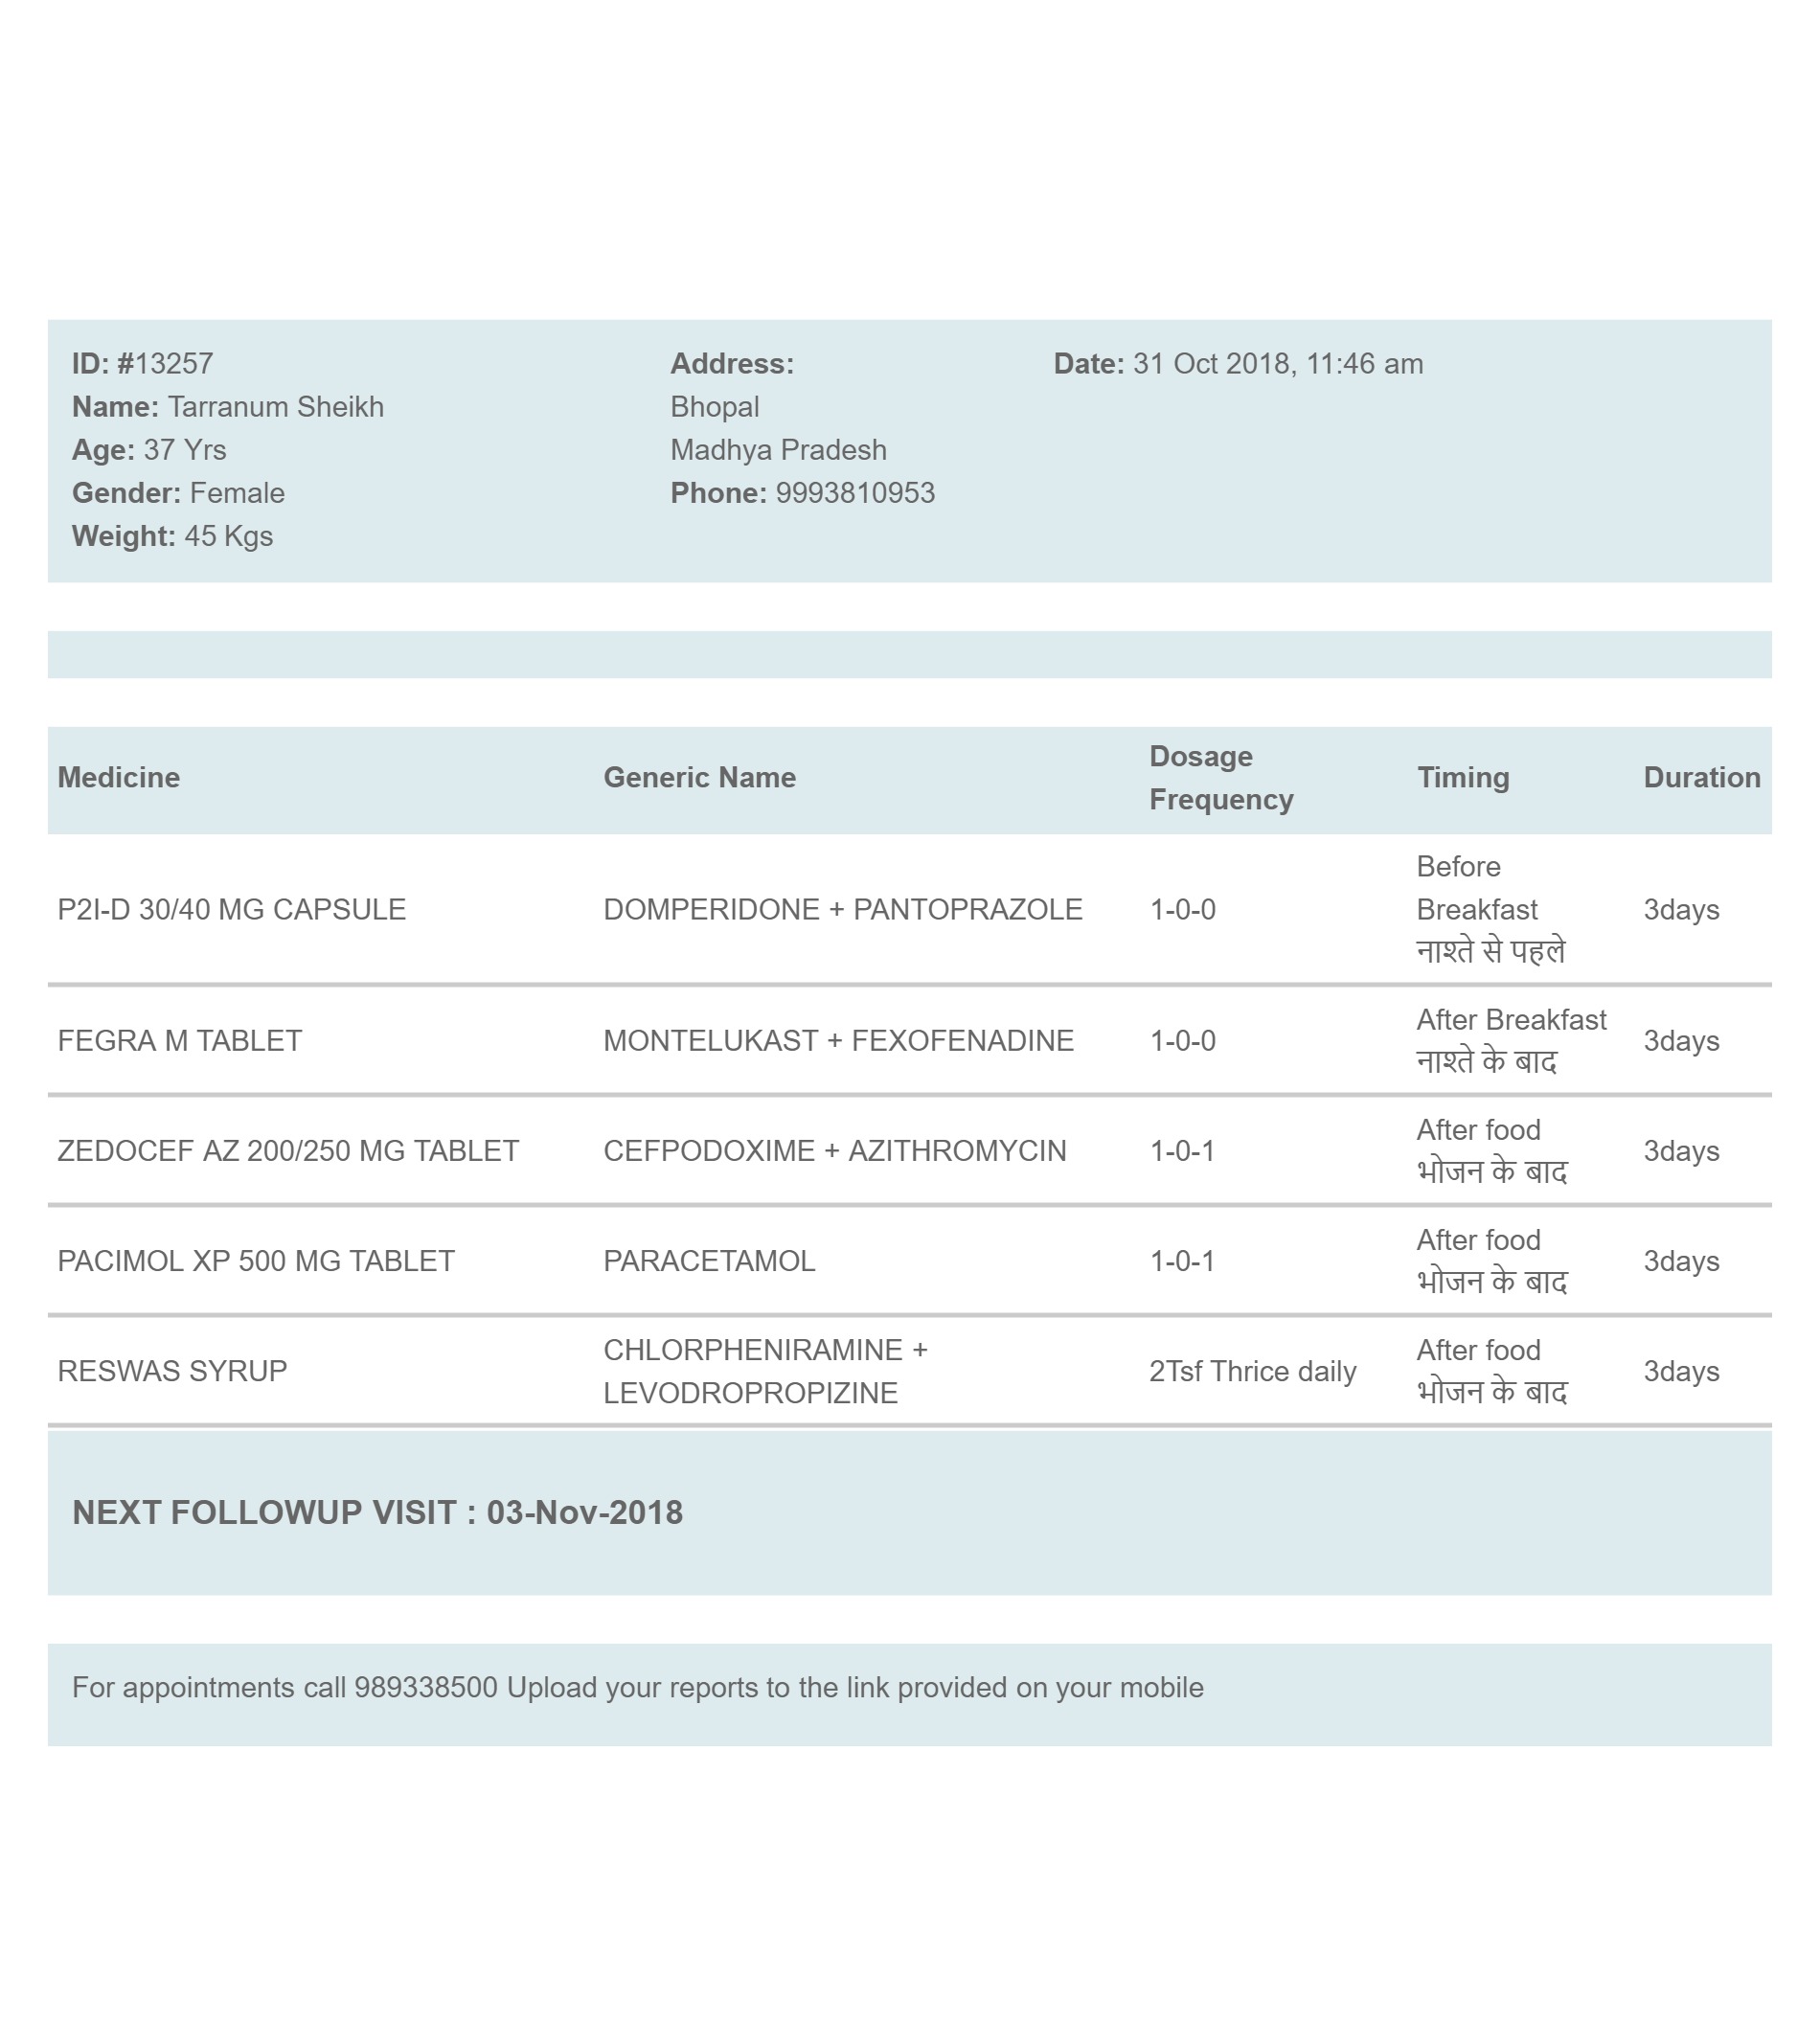 ID: #13257
Name: Tarranum Sheikh
Age: 37 Yrs
Gender: Female
Weight: 45 Kgs
Address:
Bhopal
Madhya Pradesh
Phone: 9993810953
Date: 31 Oct 2018, 11:46 am
Medicine Generic Name Dosage Frequency Timing Duration
P2I-D 30/40 MG CAPSULE DOMPERIDONE + PANTOPRAZOLE 1-0-0 Before Breakfast नाश्ते से पहले 3days
FEGRA M TABLET MONTELUKAST + FEXOFENADINE 1-0-0 After Breakfast नाश्ते के बाद 3days
ZEDOCEF AZ 200/250 MG TABLET CEFPODOXIME + AZITHROMYCIN 1-0-1 After food भोजन के बाद 3days
PACIMOL XP 500 MG TABLET PARACETAMOL 1-0-1 After food भोजन के बाद 3days
RESWAS SYRUP CHLORPHENIRAMINE + LEVODROPROPIZINE 2Tsf Thrice daily After food भोजन के बाद 3days
NEXT FOLLOWUP VISIT : 03-Nov-2018
For appointments call 989338500 Upload your reports to the link provided on your mobile